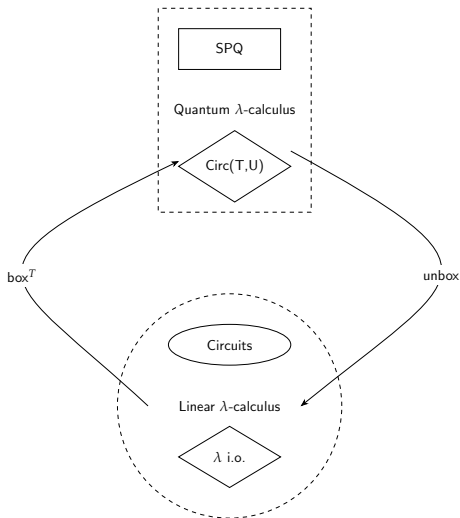 SPQ
Quantum λ-calculus
Circ(T,U)
box^T
unbox
Circuits
Linear λ-calculus
λ i.o.